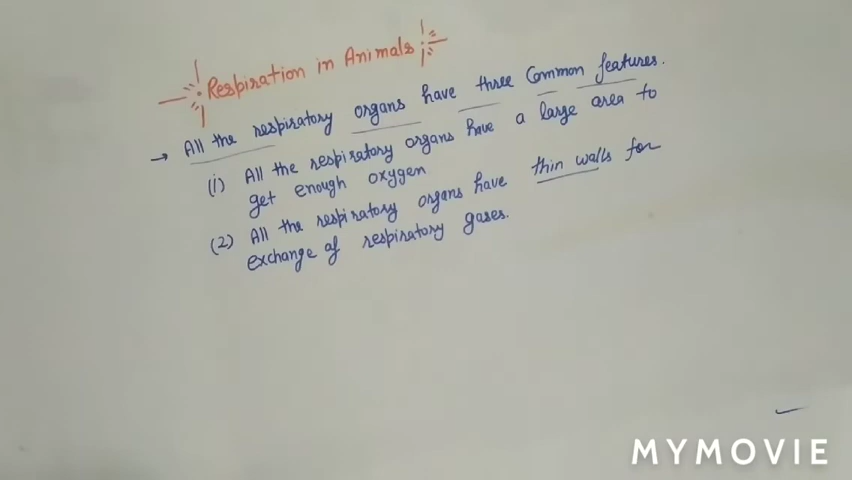 Respiration in Animals
→ All the respiratory organs have three Common features.
(i) All the respiratory organs have a large area to
get enough oxygen
(2) All the respiratory organs have thin walls for
exchange of respiratory gases.
MYMOVIE